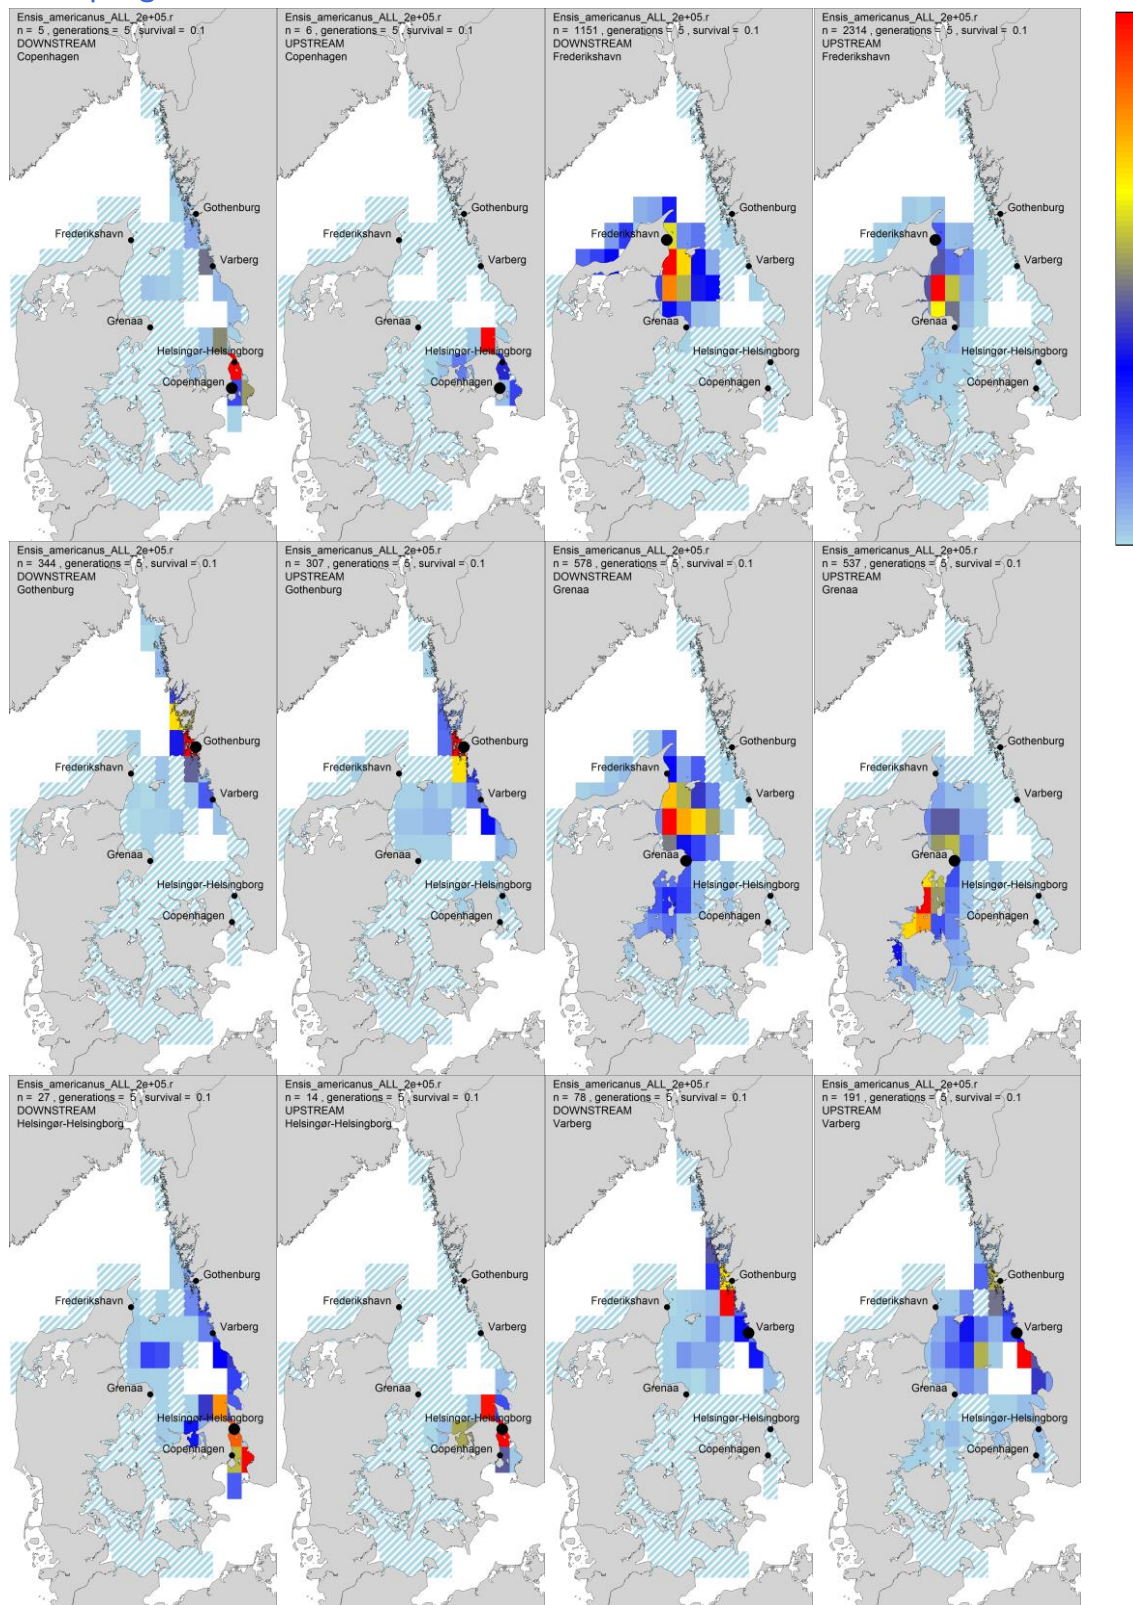 Ensis_americanus_ALL_2e+05.r
n = 5 , generations = 5 , survival = 0.1
DOWNSTREAM
Copenhagen
Gothenburg
Frederikshavn
Varberg
Grenaa
Helsingør-Helsingborg
Copenhagen
Ensis_americanus_ALL_2e+05.r
n = 6 , generations = 5 , survival = 0.1
UPSTREAM
Copenhagen
Gothenburg
Frederikshavn
Varberg
Grenaa
Helsingør-Helsingborg
Copenhagen
Ensis_americanus_ALL_2e+05.r
n = 1151 , generations = 5 , survival = 0.1
DOWNSTREAM
Frederikshavn
Gothenburg
Frederikshavn
Varberg
Grenaa
Helsingør-Helsingborg
Copenhagen
Ensis_americanus_ALL_2e+05.r
n = 2314 , generations = 5 , survival = 0.1
UPSTREAM
Frederikshavn
Gothenburg
Frederikshavn
Varberg
Grenaa
Helsingør-Helsingborg
Copenhagen
Ensis_americanus_ALL_2e+05.r
n = 344 , generations = 5 , survival = 0.1
DOWNSTREAM
Gothenburg
Gothenburg
Frederikshavn
Varberg
Grenaa
Helsingør-Helsingborg
Copenhagen
Ensis_americanus_ALL_2e+05.r
n = 307 , generations = 5 , survival = 0.1
UPSTREAM
Gothenburg
Gothenburg
Frederikshavn
Varberg
Grenaa
Helsingør-Helsingborg
Copenhagen
Ensis_americanus_ALL_2e+05.r
n = 578 , generations = 5 , survival = 0.1
DOWNSTREAM
Grenaa
Gothenburg
Frederikshavn
Varberg
Grenaa
Helsingør-Helsingborg
Copenhagen
Ensis_americanus_ALL_2e+05.r
n = 537 , generations = 5 , survival = 0.1
UPSTREAM
Grenaa
Gothenburg
Frederikshavn
Varberg
Grenaa
Helsingør-Helsingborg
Copenhagen
Ensis_americanus_ALL_2e+05.r
n = 27 , generations = 5 , survival = 0.1
DOWNSTREAM
Helsingør-Helsingborg
Gothenburg
Frederikshavn
Varberg
Grenaa
Helsingør-Helsingborg
Copenhagen
Ensis_americanus_ALL_2e+05.r
n = 14 , generations = 5 , survival = 0.1
UPSTREAM
Helsingør-Helsingborg
Gothenburg
Frederikshavn
Varberg
Grenaa
Helsingør-Helsingborg
Copenhagen
Ensis_americanus_ALL_2e+05.r
n = 78 , generations = 5 , survival = 0.1
DOWNSTREAM
Varberg
Gothenburg
Frederikshavn
Varberg
Grenaa
Helsingør-Helsingborg
Copenhagen
Ensis_americanus_ALL_2e+05.r
n = 191 , generations = 5 , survival = 0.1
UPSTREAM
Varberg
Gothenburg
Frederikshavn
Varberg
Grenaa
Helsingør-Helsingborg
Copenhagen